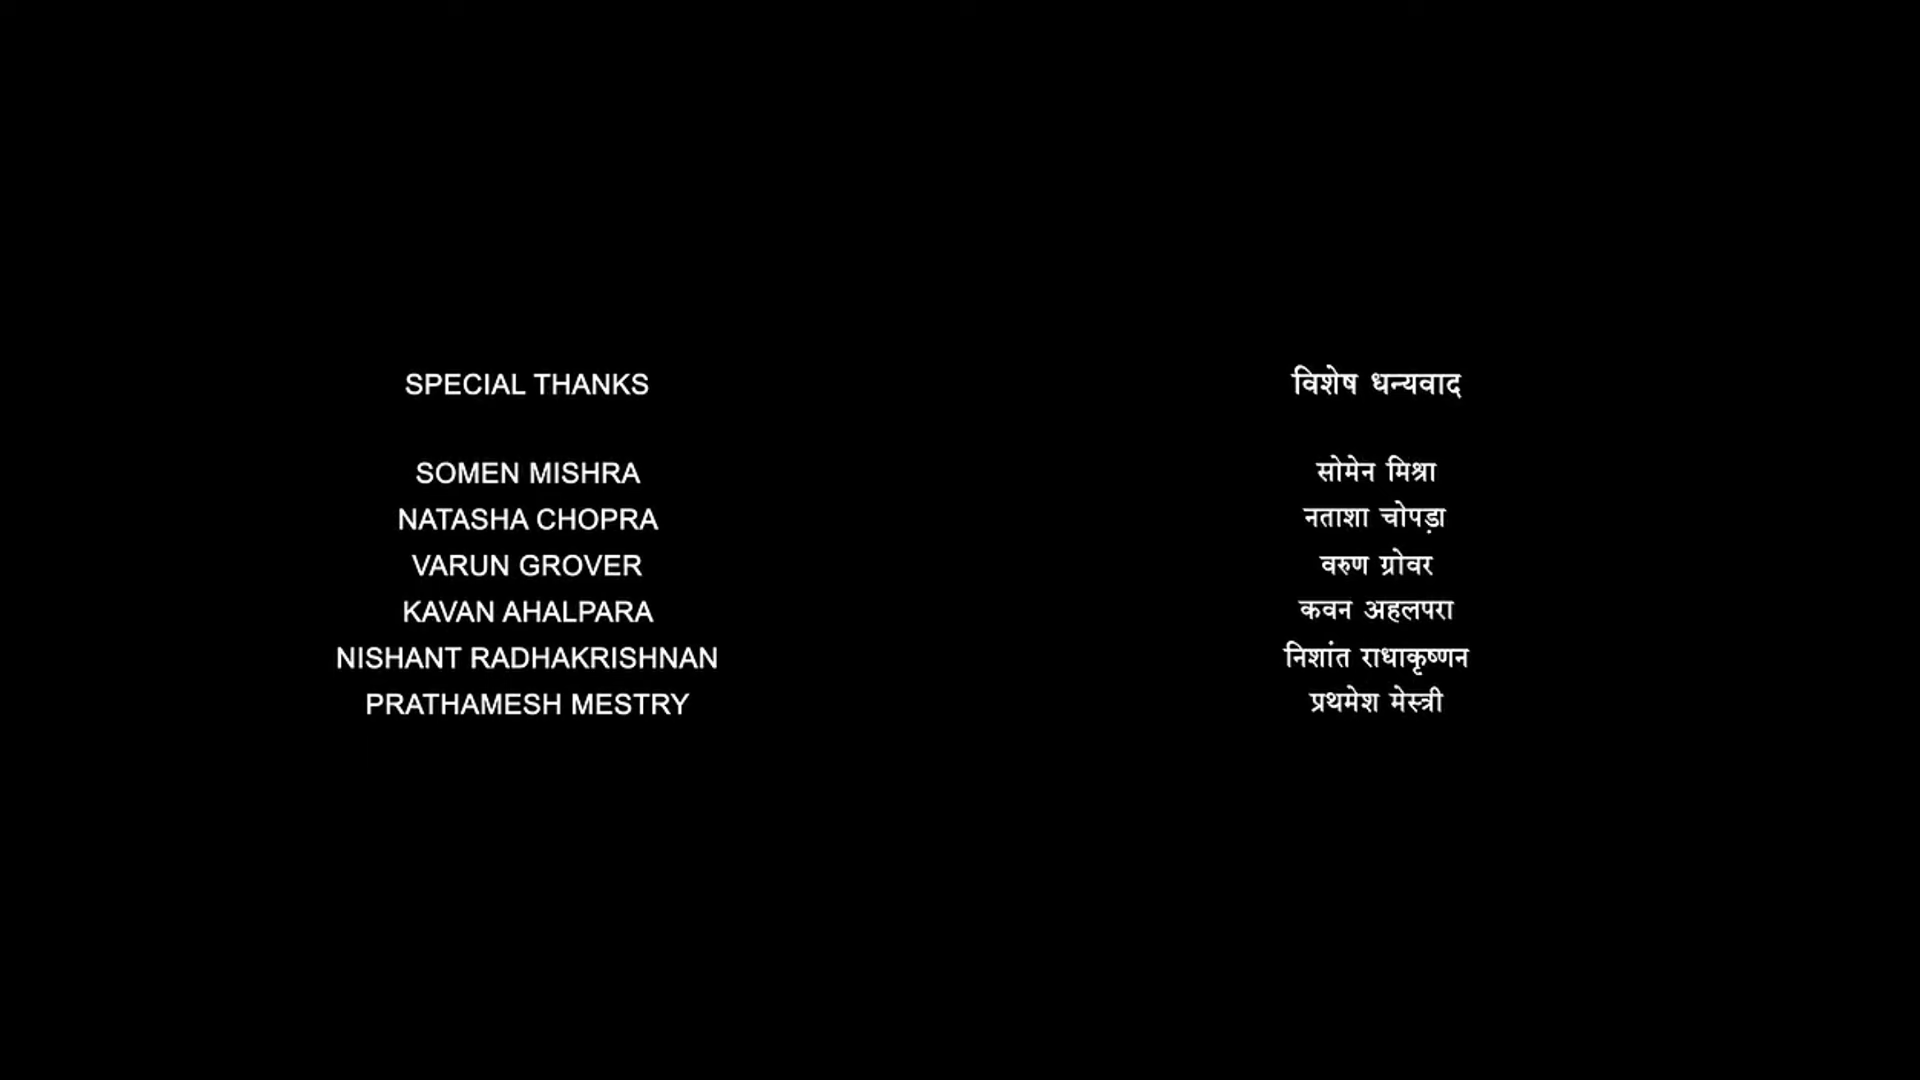 SPECIAL THANKS
SOMEN MISHRA
NATASHA CHOPRA
VARUN GROVER
KAVAN AHALPARA
NISHANT RADHAKRISHNAN
PRATHAMESH MESTRY
विशेष धन्यवाद
सोमेन मिश्रा
नताशा चोपड़ा
वरुण ग्रोवर
कवन अहलपरा
निशांत राधाकृष्णन
प्रथमेश मेस्त्री